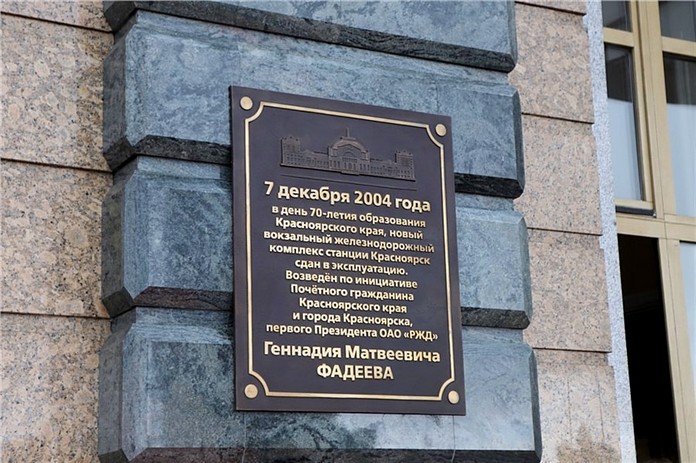 7 декабря 2004 года
в день 70-летия образования
Красноярского края, новый
вокзальный железнодорожный
комплекс станции Красноярск
сдан в эксплуатацию.
Возведён по инициативе
Почётного гражданина
Красноярского края
и города Красноярска,
первого Президента ОАО «РЖД»
Геннадия Матвеевича
ФАДЕЕВА